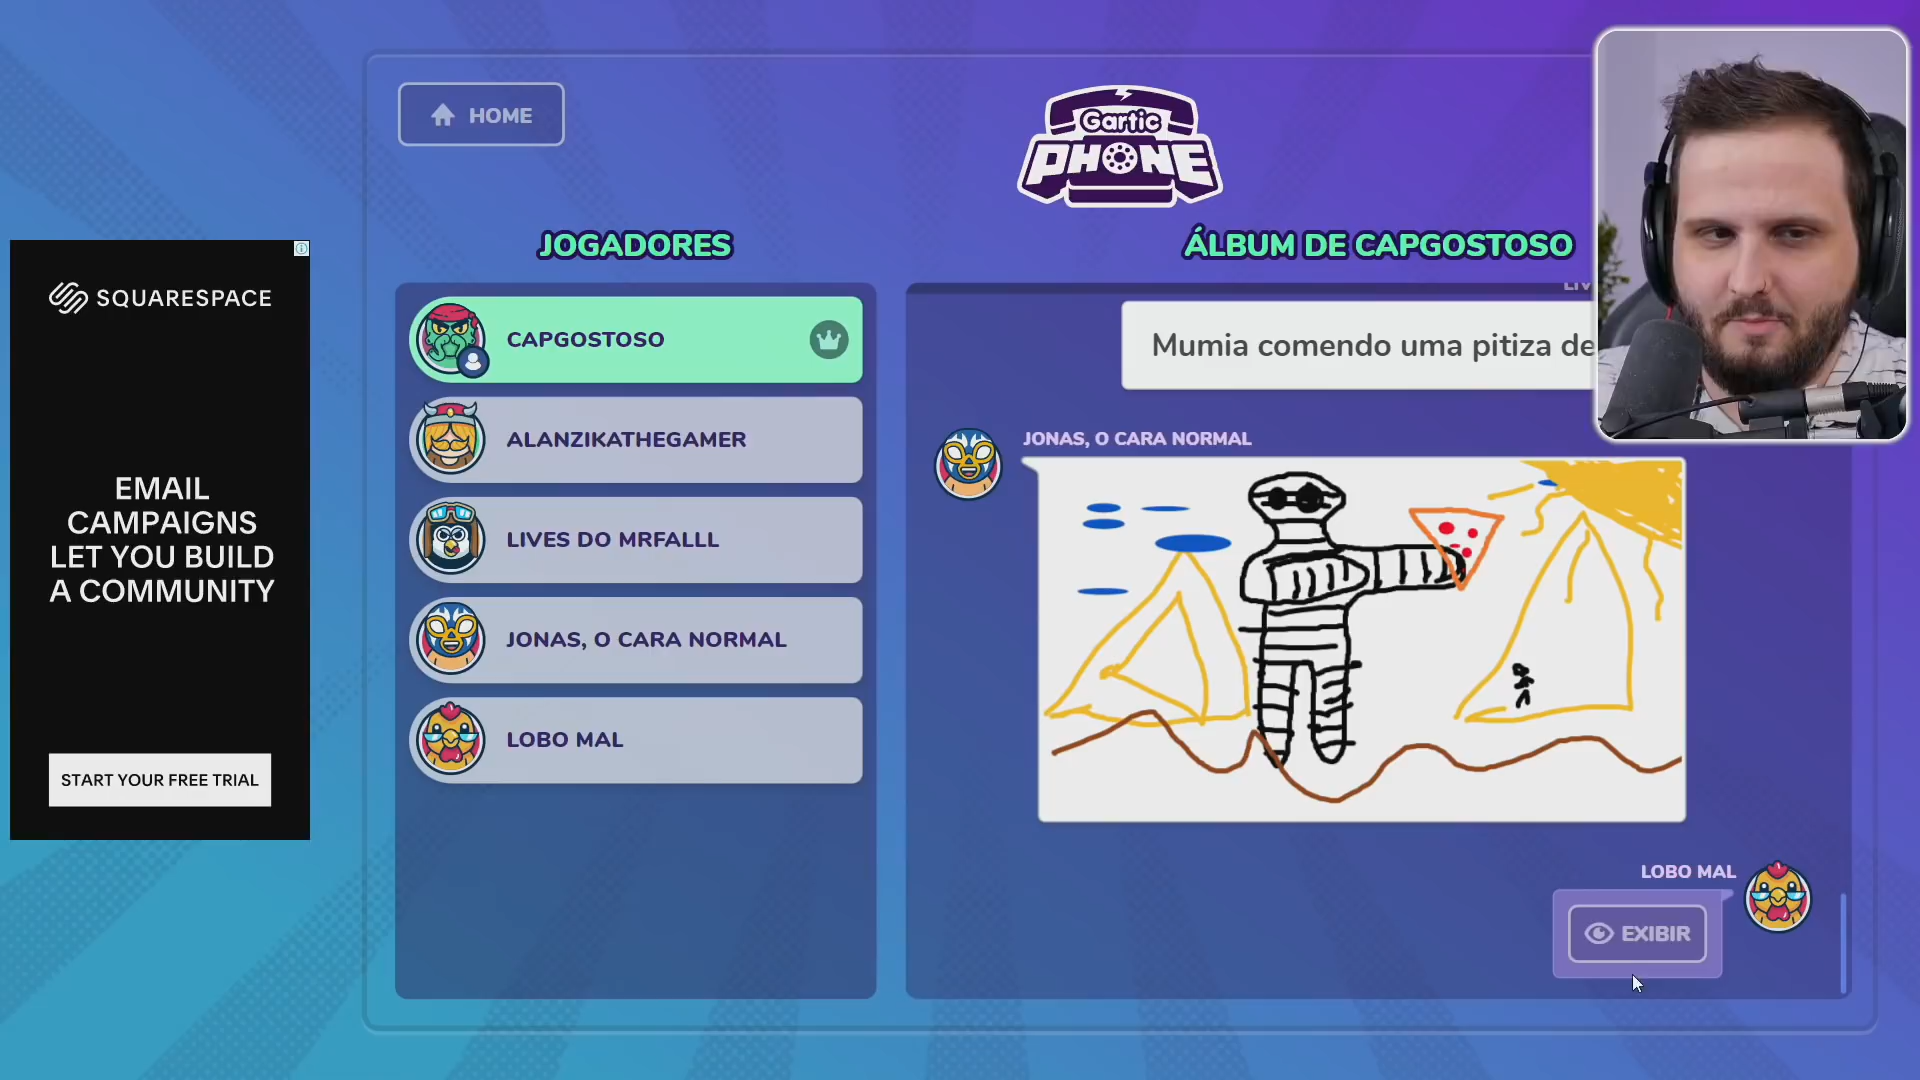 HOME
Gartic
PHONE
JOGADORES
ÁLBUM DE CAPGOSTOSO
SQUARESPACE
EMAIL
CAMPAIGNS
LET YOU BUILD
A COMMUNITY
START YOUR FREE TRIAL
CAPGOSTOSO
ALANZIKATHEGAMER
LIVES DO MRFALLL
JONAS, O CARA NORMAL
LOBO MAL
Mumia comendo uma pitiza de
JONAS, O CARA NORMAL
LOBO MAL
EXIBIR